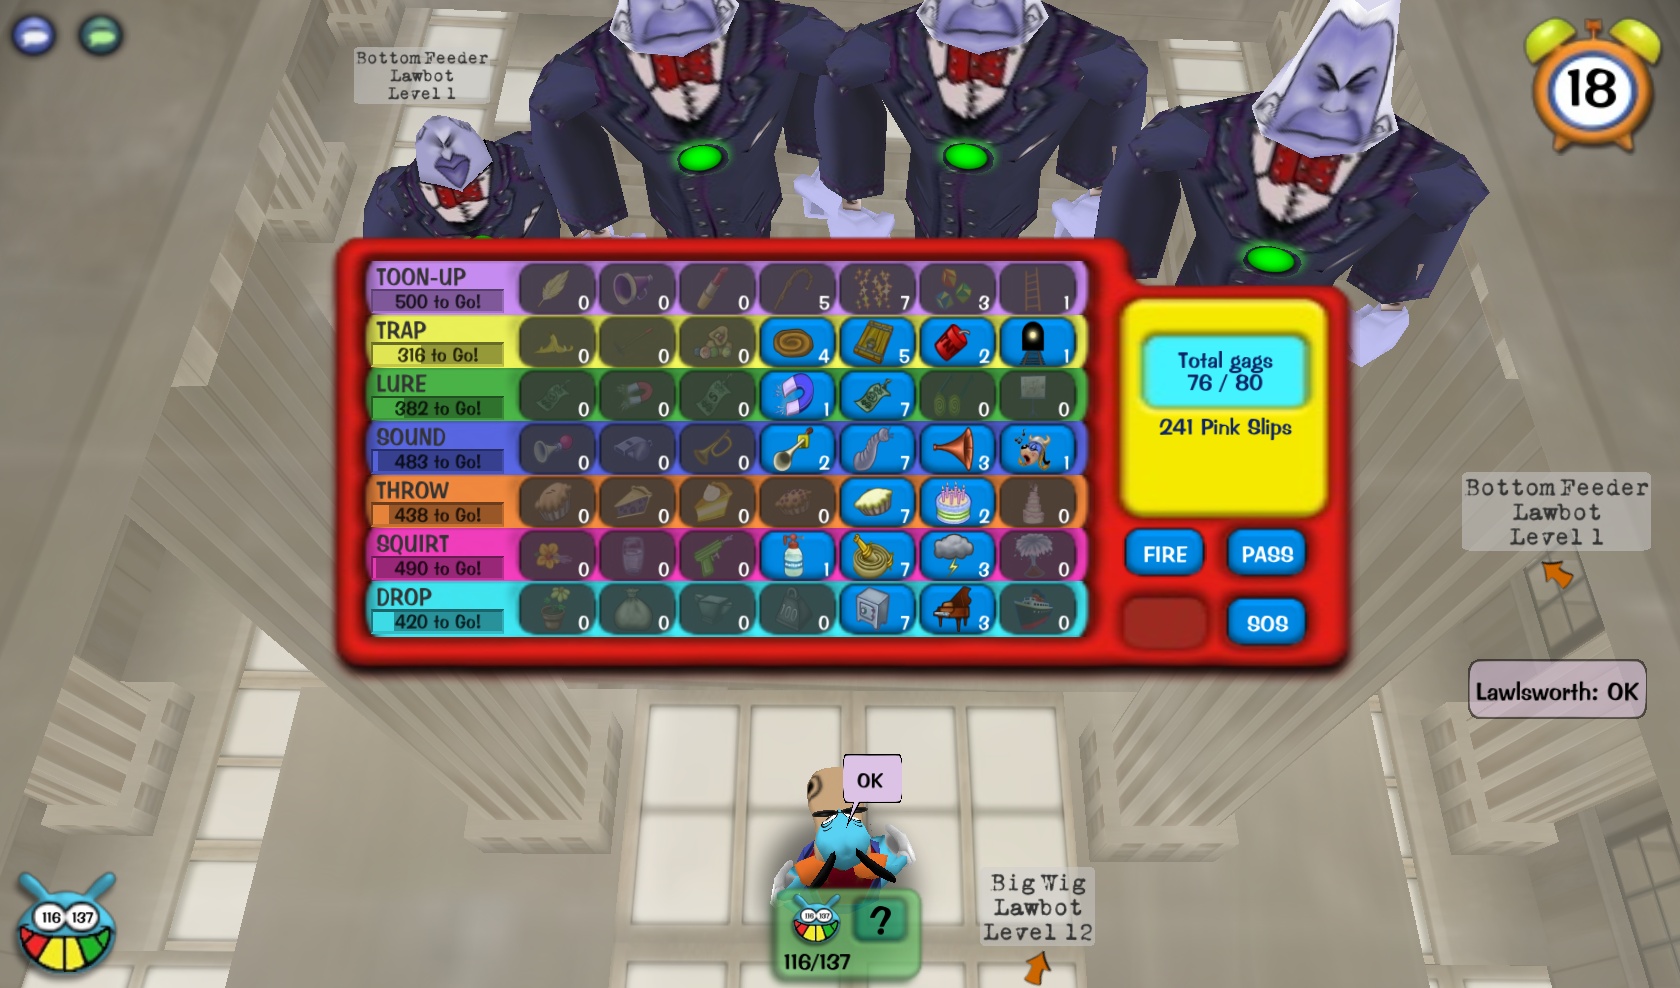 Bottom Feeder
Lawbot
Level 1
18
TOON-UP
500 to Go!
0 0 0 5 7 3 1
TRAP
316 to Go!
0 0 0 4 5 2 1
LURE
382 to Go!
0 0 0 1 7 0 0
SOUND
483 to Go!
0 0 0 2 7 3 1
THROW
438 to Go!
0 0 0 0 7 2 0
SQUIRT
490 to Go!
0 0 0 1 7 3 0
DROP
420 to Go!
0 0 0 0 7 3 0
Total gags
76 / 80
241 Pink Slips
FIRE
PASS
SOS
Bottom Feeder
Lawbot
Level 1
Lawlsworth: OK
OK
Big Wig
Lawbot
Level 12
116 137
116 137
?
116/137